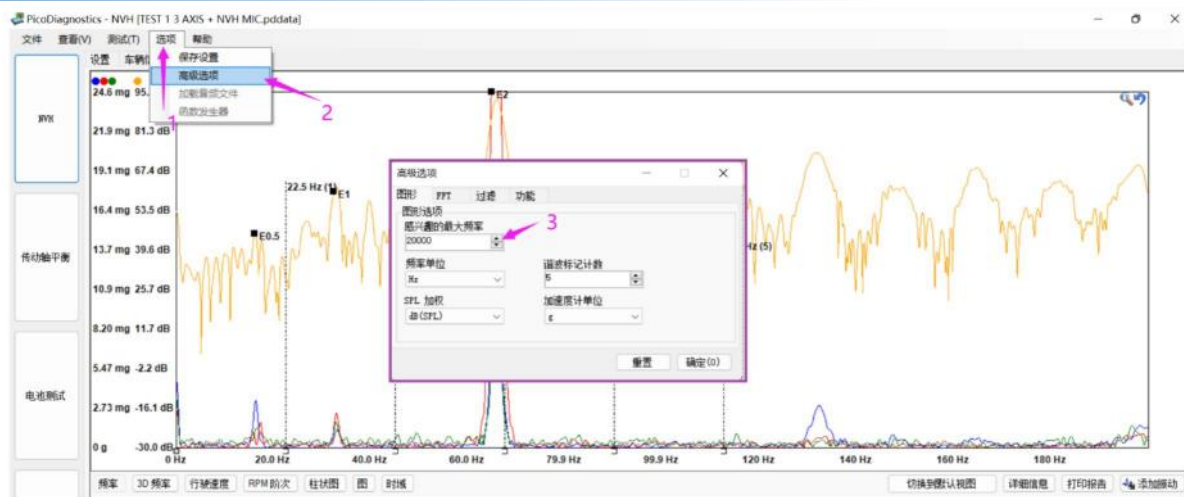 PicoDiagnostics - NVH [TEST 1 3 AXIS + NVH MIC.pddata]
文件 查看(V) 测试(T) 选项 帮助
设置 车辆
保存设置
高级选项
加载音频文件
函数发生器
1
2
3
NVH
传动轴平衡
电池测试
24.6 mg 95.
21.9 mg 81.3 dB
19.1 mg 67.4 dB
16.4 mg 53.5 dB
13.7 mg 39.6 dB
10.9 mg 25.7 dB
8.20 mg 11.7 dB
5.47 mg -2.2 dB
2.73 mg -16.1 dB
0 g -30.0 dB
E0.5
22.5 Hz (1)
E1
E2
Hz (5)
高级选项
图形 FFT 过滤 功能
图形选项
感兴趣的最大频率
20000
频率单位 谐波标记计数
Hz 5
SPL 加权 加速度计单位
dB(SPL) g
重置 确定(O)
0 Hz 20.0 Hz 40.0 Hz 60.0 Hz 79.9 Hz 99.9 Hz 120 Hz 140 Hz 160 Hz 180 Hz
频率 3D 频率 行驶速度 RPM 阶次 柱状图 图 时域 切换到默认视图 详细信息 打印报告 添加振动